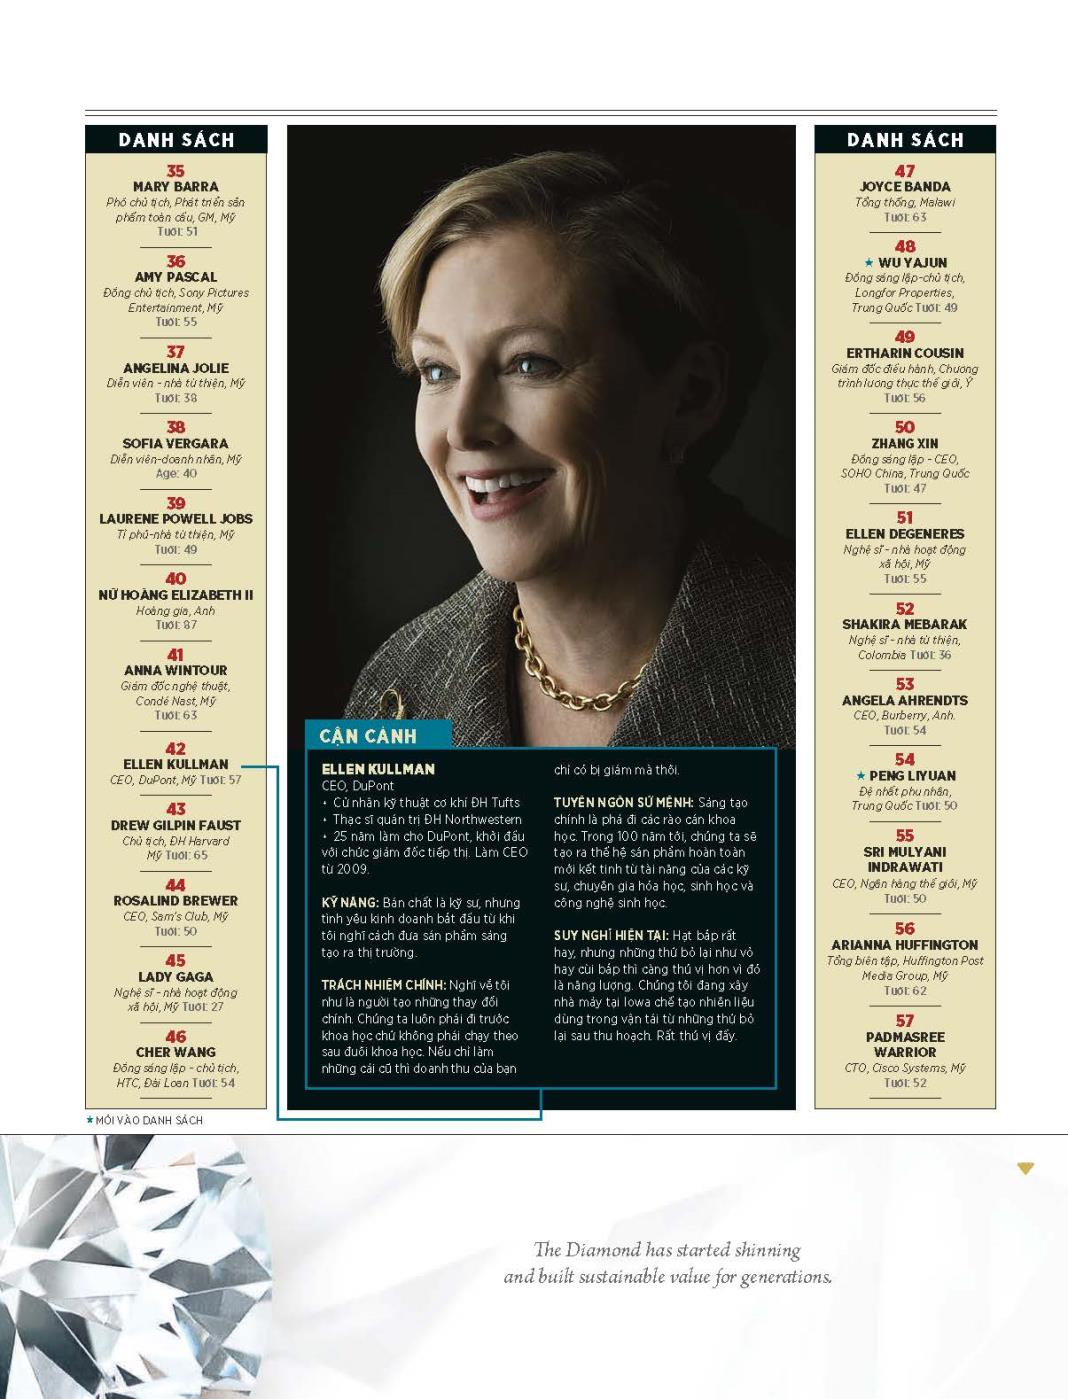 DANH SÁCH
35
MARY BARRA
Phó chủ tịch, Phát triển sản
phẩm toàn cầu, GM, Mỹ
Tuổi: 51
36
AMY PASCAL
Đồng chủ tịch, Sony Pictures
Entertainment, Mỹ
Tuổi: 55
37
ANGELINA JOLIE
Diễn viên - nhà từ thiện, Mỹ
Tuổi: 38
38
SOFIA VERGARA
Diễn viên-doanh nhân, Mỹ
Age: 40
39
LAURENE POWELL JOBS
Tỉ phú-nhà từ thiện, Mỹ
Tuổi: 49
40
NỮ HOÀNG ELIZABETH II
Hoàng gia, Anh
Tuổi: 87
41
ANNA WINTOUR
Giám đốc nghệ thuật,
Condé Nast, Mỹ
Tuổi: 63
42
ELLEN KULLMAN
CEO, DuPont, Mỹ Tuổi: 57
43
DREW GILPIN FAUST
Chủ tịch, ĐH Harvard
Mỹ Tuổi: 65
44
ROSALIND BREWER
CEO, Sam's Club, Mỹ
Tuổi: 50
45
LADY GAGA
Nghệ sĩ - nhà hoạt động
xã hội, Mỹ Tuổi: 27
46
CHER WANG
Đồng sáng lập - chủ tịch,
HTC, Đài Loan Tuổi: 54
★ MỚI VÀO DANH SÁCH
CẬN CẢNH
ELLEN KULLMAN
CEO, DuPont
• Cử nhân kỹ thuật cơ khí ĐH Tufts
• Thạc sĩ quản trị ĐH Northwestern
• 25 năm làm cho DuPont, khởi đầu
với chức giám đốc tiếp thị. Làm CEO
từ 2009.
KỸ NĂNG: Bản chất là kỹ sư, nhưng
tình yêu kinh doanh bắt đầu từ khi
tôi nghĩ cách đưa sản phẩm sáng
tạo ra thị trường.
TRÁCH NHIỆM CHÍNH: Nghĩ về tôi
như là người tạo những thay đổi
chính. Chúng ta luôn phải đi trước
khoa học chứ không phải chạy theo
sau đuôi khoa học. Nếu chỉ làm
những cái cũ thì doanh thu của bạn
chỉ có bị giảm mà thôi.
TUYÊN NGÔN SỨ MỆNH: Sáng tạo
chính là phá đi các rào cản khoa
học. Trong 100 năm tới, chúng ta sẽ
tạo ra thế hệ sản phẩm hoàn toàn
mới kết tinh từ tài năng của các kỹ
sư, chuyên gia hóa học, sinh học và
công nghệ sinh học.
SUY NGHĨ HIỆN TẠI: Hạt bắp rất
hay, nhưng những thứ bỏ lại như vỏ
hay cùi bắp thì càng thú vị hơn vì đó
là năng lượng. Chúng tôi đang xây
nhà máy tại Iowa chế tạo nhiên liệu
dùng trong vận tải từ những thứ bỏ
lại sau thu hoạch. Rất thú vị đấy.
DANH SÁCH
47
JOYCE BANDA
Tổng thống, Malawi
Tuổi: 63
48
★ WU YAJUN
Đồng sáng lập-chủ tịch,
Longfor Properties,
Trung Quốc Tuổi: 49
49
ERTHARIN COUSIN
Giám đốc điều hành, Chương
trình lương thực thế giới, Ý
Tuổi: 56
50
ZHANG XIN
Đồng sáng lập - CEO,
SOHO China, Trung Quốc
Tuổi: 47
51
ELLEN DEGENERES
Nghệ sĩ - nhà hoạt động
xã hội, Mỹ
Tuổi: 55
52
SHAKIRA MEBARAK
Nghệ sĩ - nhà từ thiện,
Colombia Tuổi: 36
53
ANGELA AHRENDTS
CEO, Burberry, Anh.
Tuổi: 54
54
★ PENG LIYUAN
Đệ nhất phu nhân,
Trung Quốc Tuổi: 50
55
SRI MULYANI
INDRAWATI
CEO, Ngân hàng thế giới, Mỹ
Tuổi: 50
56
ARIANNA HUFFINGTON
Tổng biên tập, Huffington Post
Media Group, Mỹ
Tuổi: 62
57
PADMASREE
WARRIOR
CTO, Cisco Systems, Mỹ
Tuổi: 52
The Diamond has started shinning
and built sustainable value for generations.